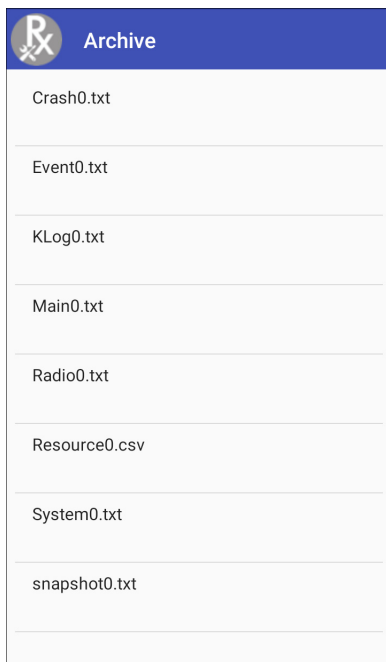 Rx
Archive
Crash0.txt
Event0.txt
KLog0.txt
Main0.txt
Radio0.txt
Resource0.csv
System0.txt
snapshot0.txt